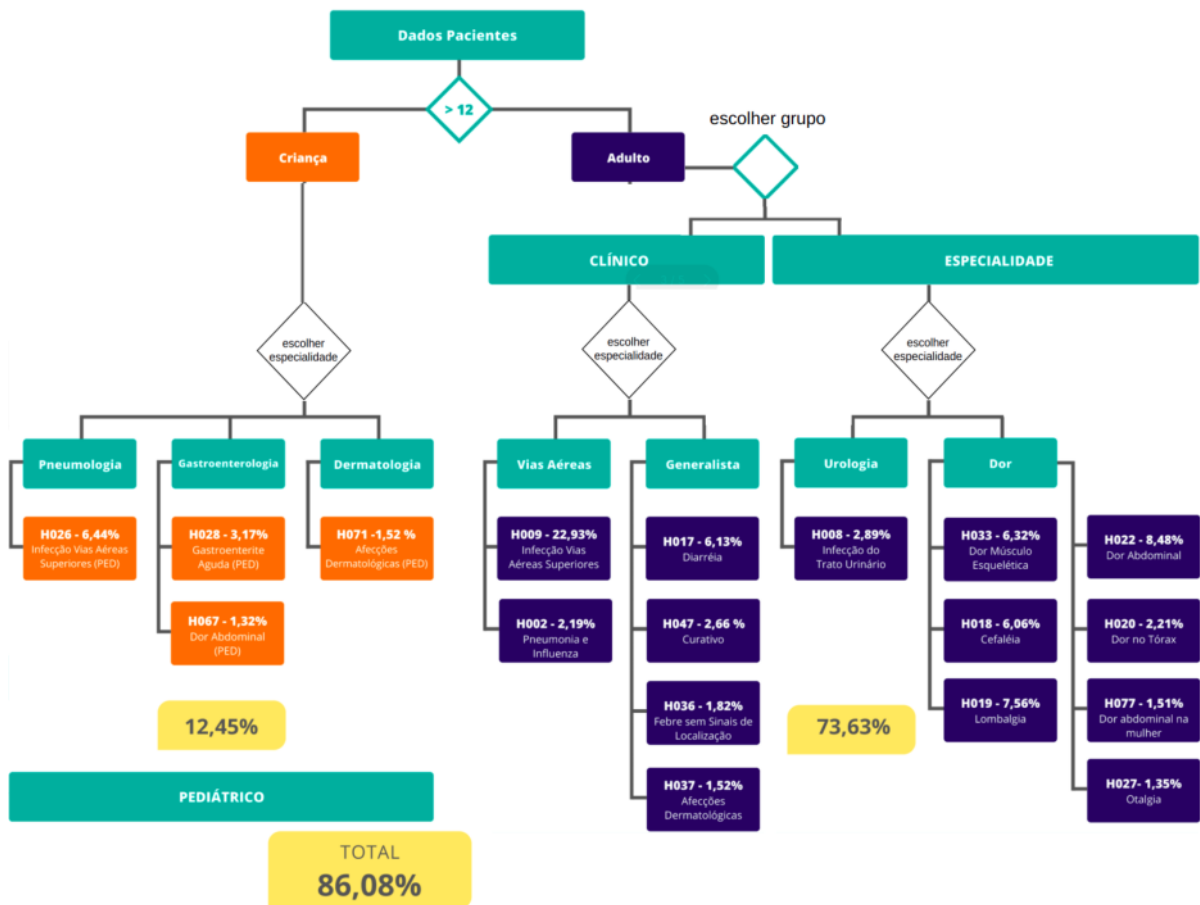 Dados Pacientes
> 12
escolher grupo
Criança
Adulto
CLÍNICO
ESPECIALIDADE
escolher
especialidade
escolher
especialidade
escolher
especialidade
Pneumologia
Gastroenterologia
Dermatologia
Vias Aéreas
Generalista
Urologia
Dor
H026 - 6,44%
Infecção Vias Aéreas
Superiores (PED)
H028 - 3,17%
Gastroenterite
Aguda (PED)
H071 -1,52 %
Afecções
Dermatológicas (PED)
H009 - 22,93%
Infecção Vias
Aéreas Superiores
H017 - 6,13%
Diarréia
H008 - 2,89%
Infecção do
Trato Urinário
H033 - 6,32%
Dor Músculo
Esquelética
H022 - 8,48%
Dor Abdominal
H067 - 1,32%
Dor Abdominal
(PED)
H002 - 2,19%
Pneumonia e
Influenza
H047 - 2,66 %
Curativo
H018 - 6,06%
Cefaléia
H020 - 2,21%
Dor no Tórax
H036 - 1,82%
Febre sem Sinais de
Localização
H019 - 7,56%
Lombalgia
H077 - 1,51%
Dor abdominal na
mulher
12,45%
73,63%
H037 - 1,52%
Afecções
Dermatológicas
H027- 1,35%
Otalgia
PEDIÁTRICO
TOTAL
86,08%